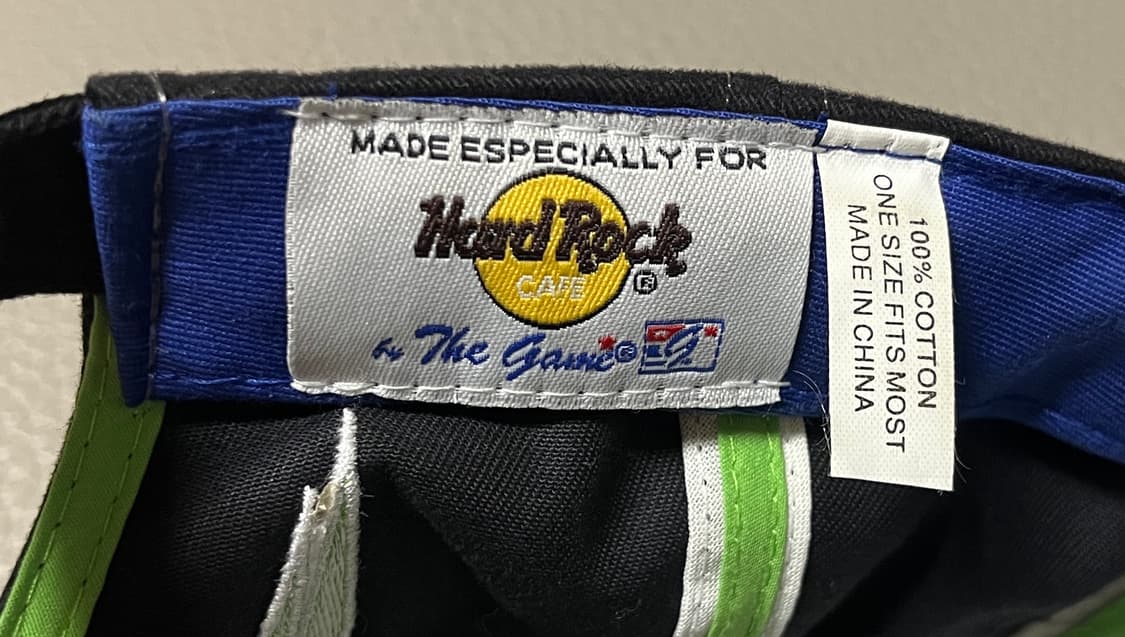 MADE ESPECIALLY FOR
Hard Rock
CAFE ®
by The Game ® G
100% COTTON
ONE SIZE FITS MOST
MADE IN CHINA